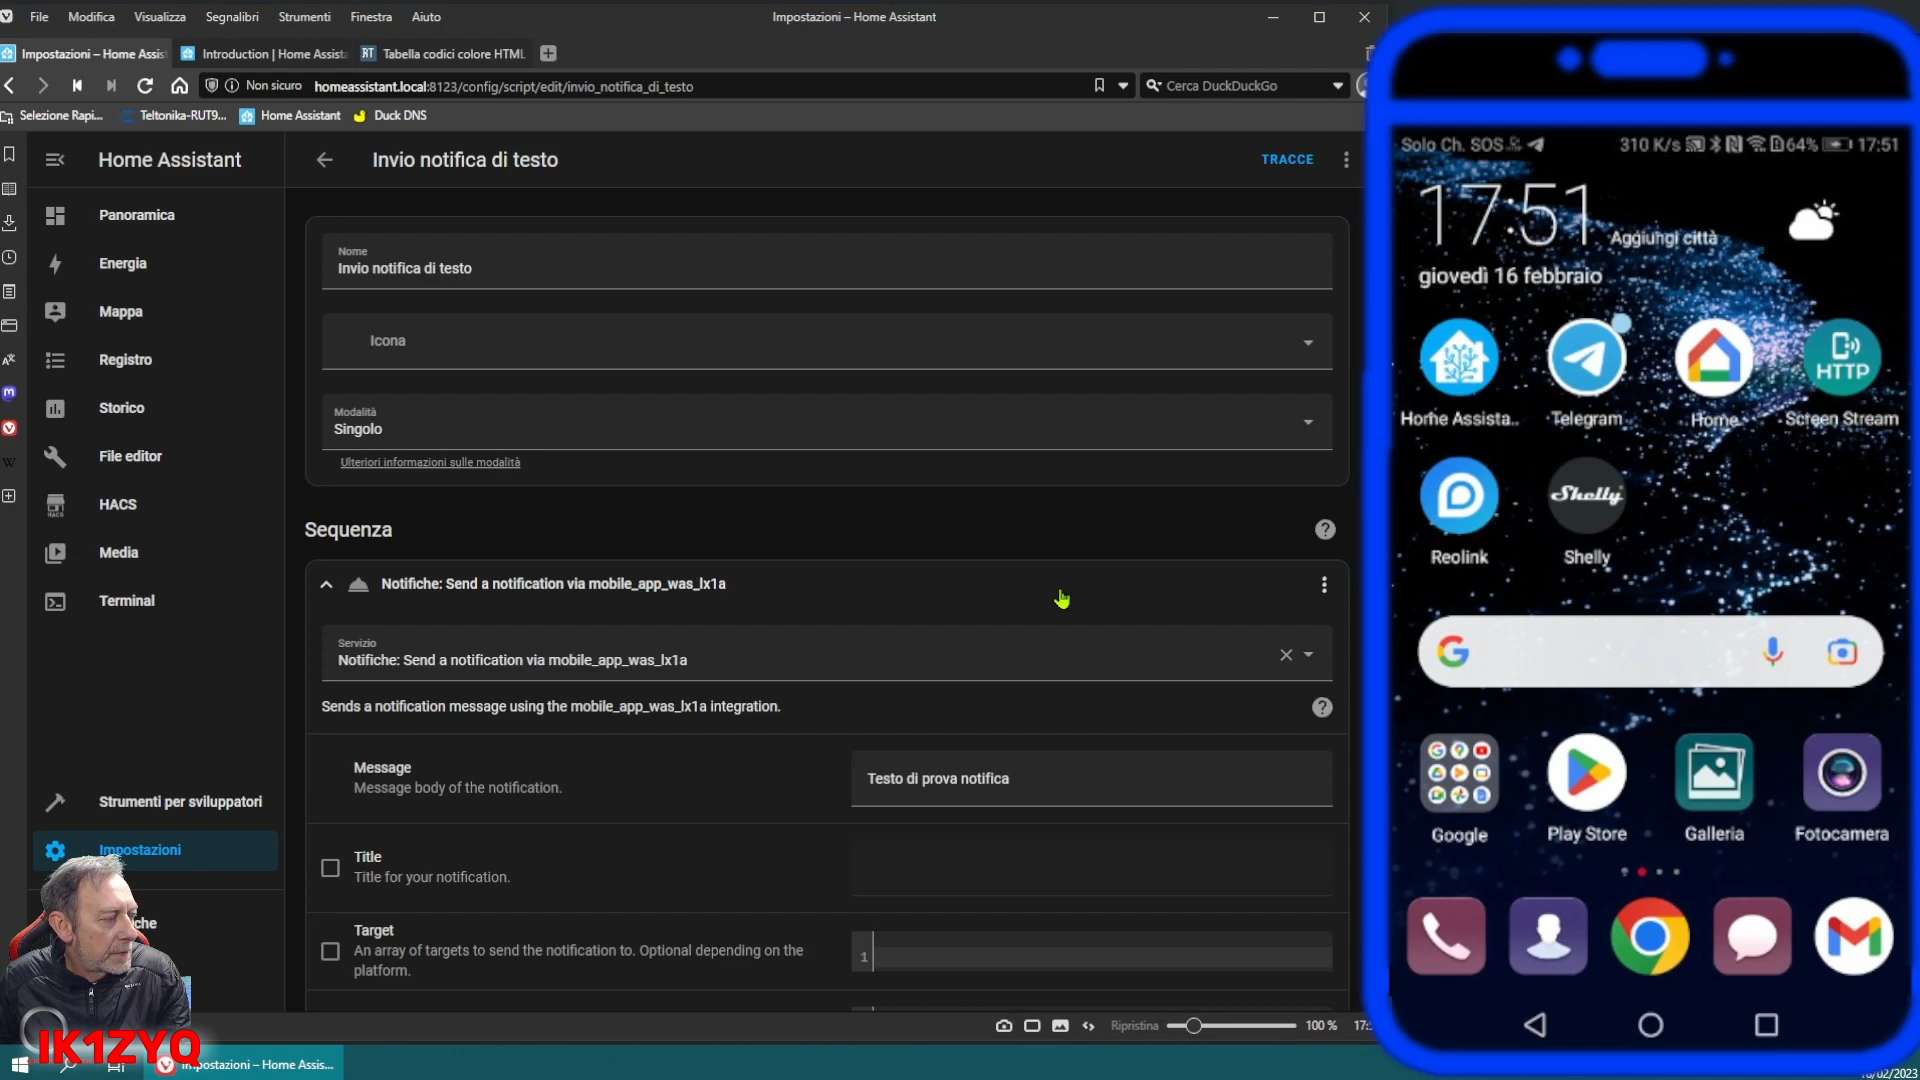 File Modifica Visualizza Segnalibri Strumenti Finestra Aiuto
Impostazioni – Home Assistant
Impostazioni – Home Assis
Introduction | Home Assista
RT Tabella codici colore HTML
Non sicuro homeassistant.local:8123/config/script/edit/invio_notifica_di_testo
Cerca DuckDuckGo
Selezione Rapi... Teltonika-RUT9... Home Assistant Duck DNS
Home Assistant
Panoramica
Energia
Mappa
Registro
Storico
File editor
HACS
HACS
Media
Terminal
Strumenti per sviluppatori
Impostazioni
che
Invio notifica di testo
TRACCE
Nome
Invio notifica di testo
Icona
Modalità
Singolo
Ulteriori informazioni sulle modalità
Sequenza
Notifiche: Send a notification via mobile_app_was_lx1a
Servizio
Notifiche: Send a notification via mobile_app_was_lx1a
Sends a notification message using the mobile_app_was_lx1a integration.
Message
Message body of the notification.
Testo di prova notifica
Title
Title for your notification.
Target
An array of targets to send the notification to. Optional depending on the
platform.
1
Ripristina
100 %
17:
IK1ZYQ
Impostazioni – Home Assis...
Solo Ch. SOS
310 K/s
64%
17:51
17:51
Aggiungi città
giovedì 16 febbraio
HTTP
Home Assista..
Telegram
Home
Screen Stream
Shelly
Reolink
Shelly
Google
Play Store
Galleria
Fotocamera